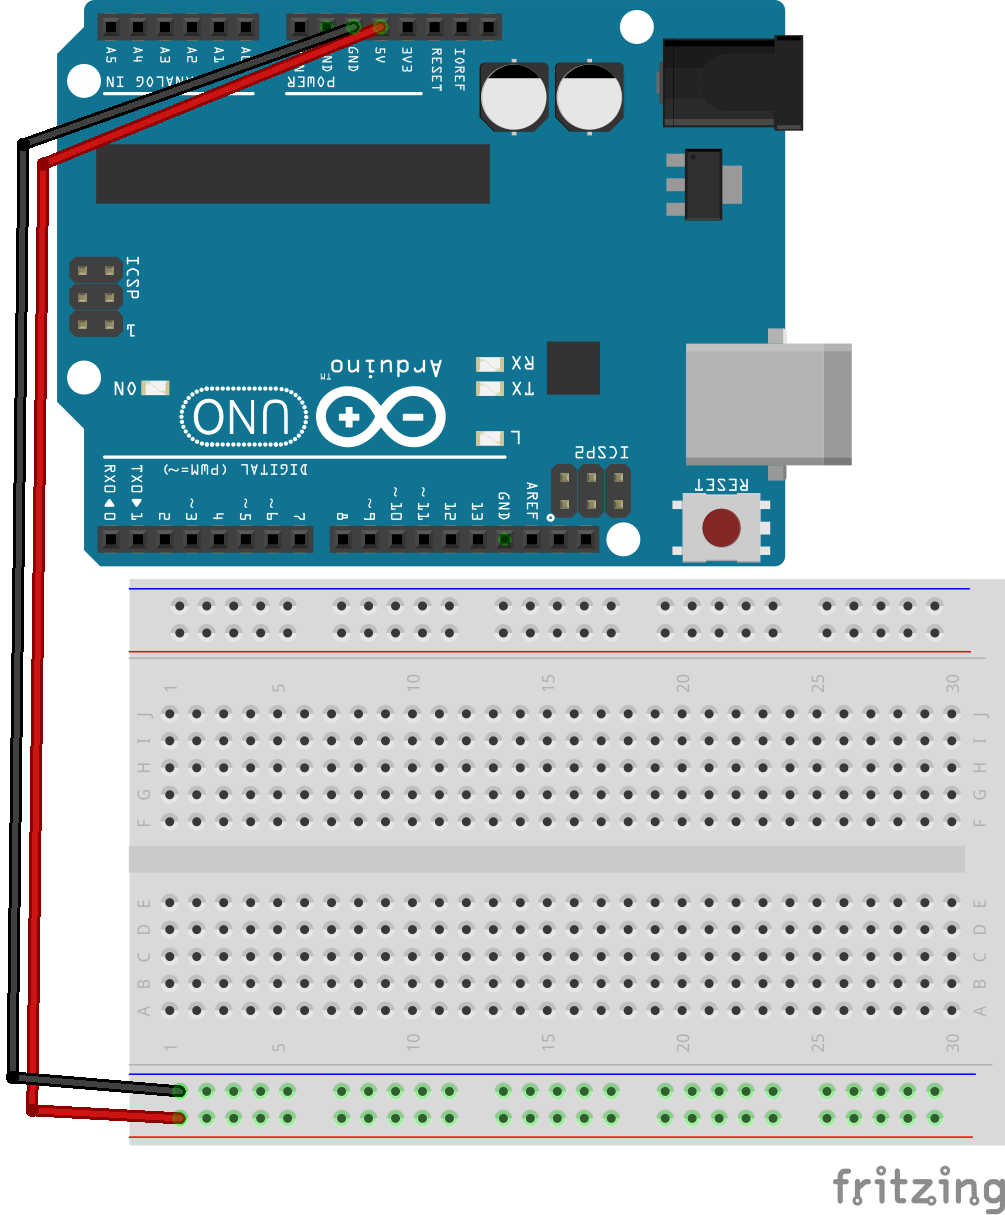 A5 A4 A3 A2 A1
GND 5V 3V3 RESET IOREF
ANALOG IN
POWER
ICSP
1
Arduino
TM
RX
ON
TX
UNO
L
ICSP2
DIGITAL (PWM=~)
RESET
RX0 0
TX0 1
2 ~3 4 ~5 ~6 7
8 ~9 ~10 ~11 12 13 GND AREF
1 5 10 15 20 25 30
J J
I I
H H
G G
F F
E E
D D
C C
B B
A A
1 5 10 15 20 25 30
fritzing